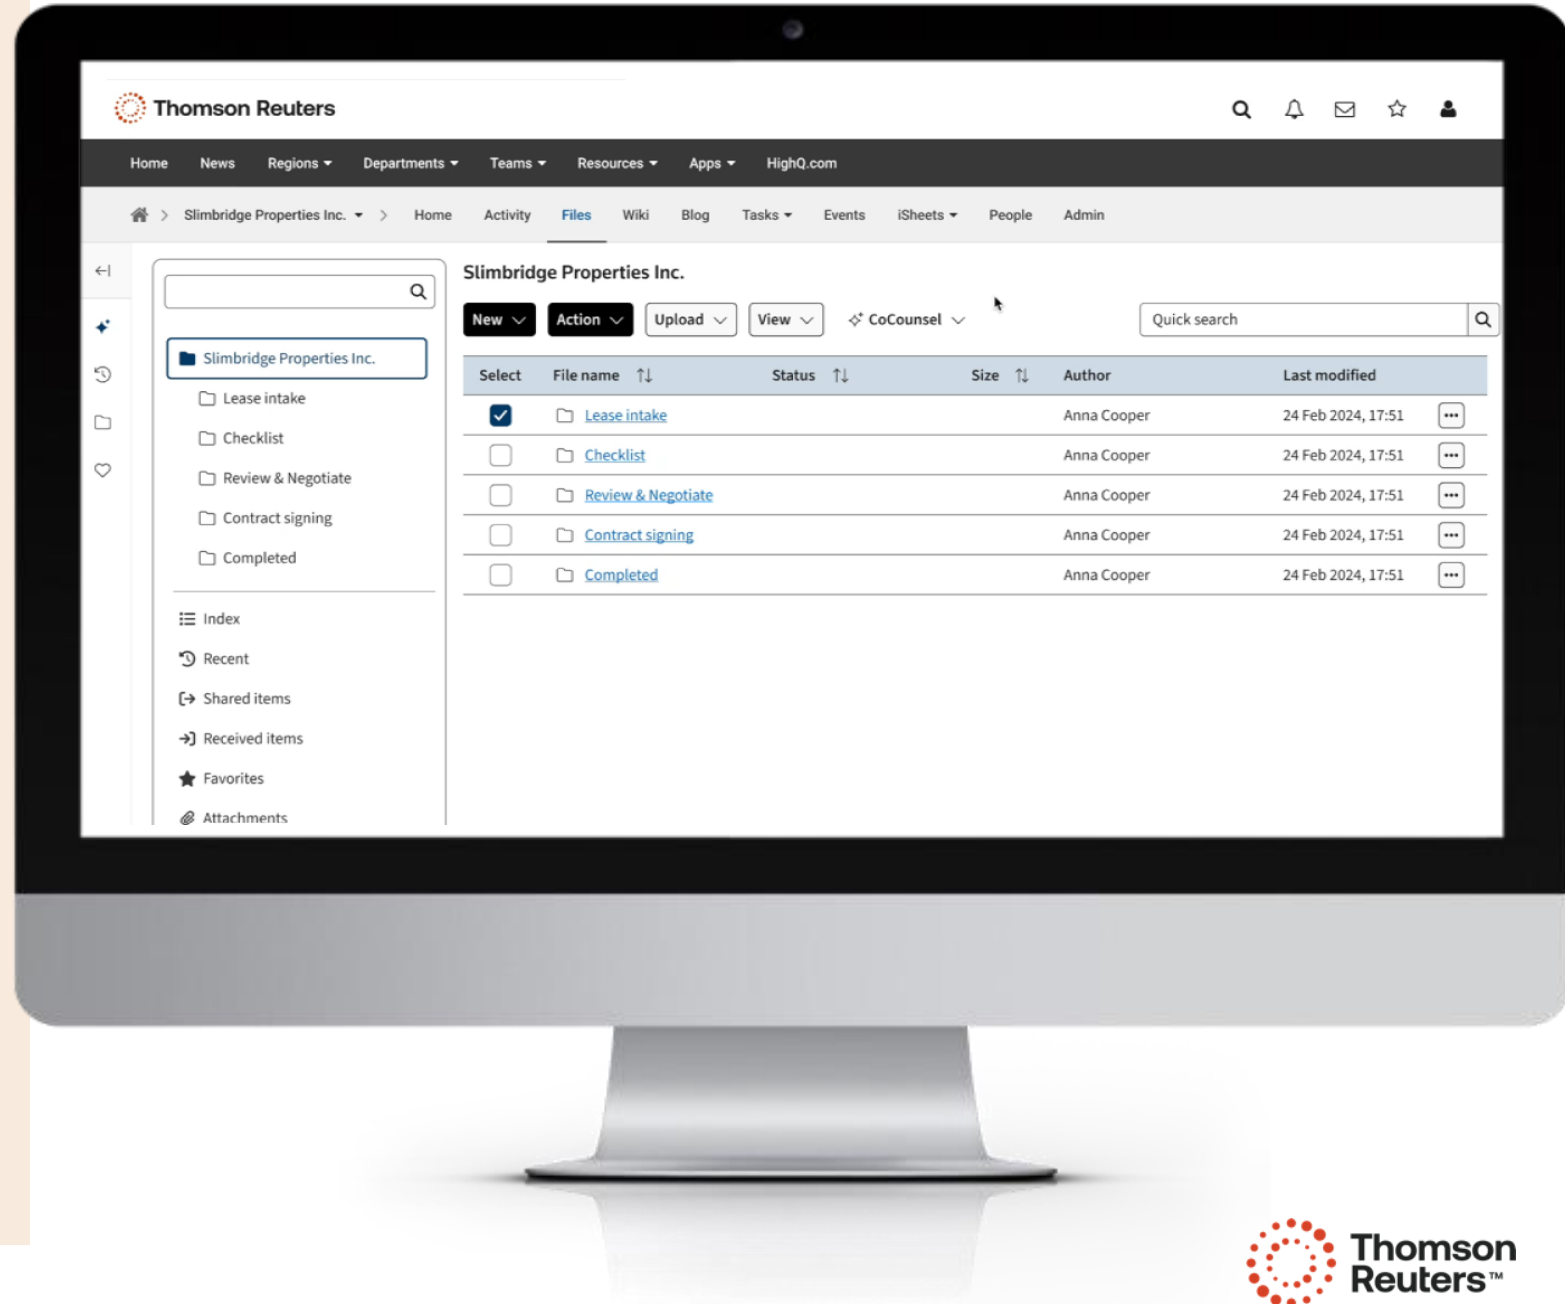 Thomson Reuters
Home News Regions Departments Teams Resources Apps HighQ.com
Slimbridge Properties Inc. Home Activity Files Wiki Blog Tasks Events iSheets People Admin
Slimbridge Properties Inc.
New Action Upload View CoCounsel Quick search
Slimbridge Properties Inc.
Lease intake
Checklist
Review & Negotiate
Contract signing
Completed
Index
Recent
Shared items
Received items
Favorites
Attachments
Select File name Status Size Author Last modified
Lease intake Anna Cooper 24 Feb 2024, 17:51
Checklist Anna Cooper 24 Feb 2024, 17:51
Review & Negotiate Anna Cooper 24 Feb 2024, 17:51
Contract signing Anna Cooper 24 Feb 2024, 17:51
Completed Anna Cooper 24 Feb 2024, 17:51
Thomson
Reuters™